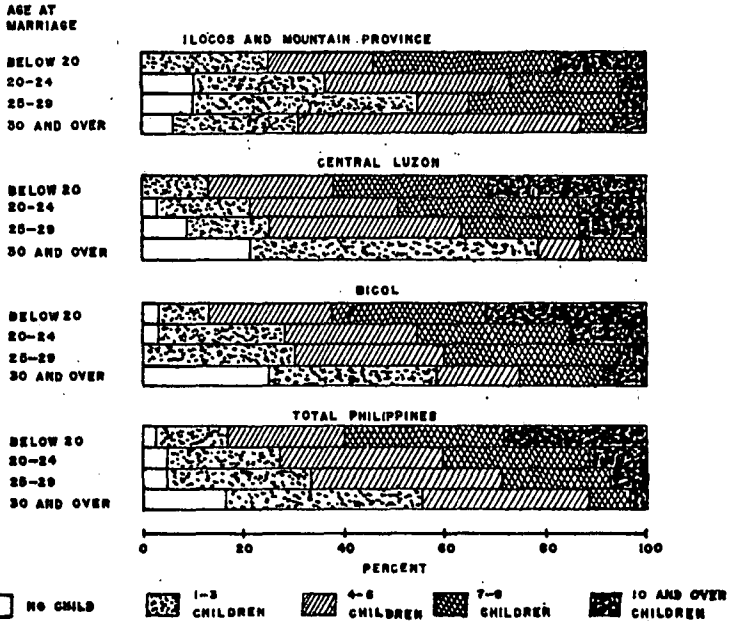 AGE AT
MARRIAGE
ILOCOS AND MOUNTAIN PROVINCE
BELOW 20
20-24
25-29
30 AND OVER
CENTRAL LUZON
BELOW 20
20-24
25-29
30 AND OVER
BICOL
BELOW 20
20-24
25-29
30 AND OVER
TOTAL PHILIPPINES
BELOW 20
20-24
25-29
30 AND OVER
0 20 40 60 80 100
PERCENT
NO CHILD
1-3 CHILDREN
4-6 CHILDREN
7-9 CHILDREN
10 AND OVER CHILDREN